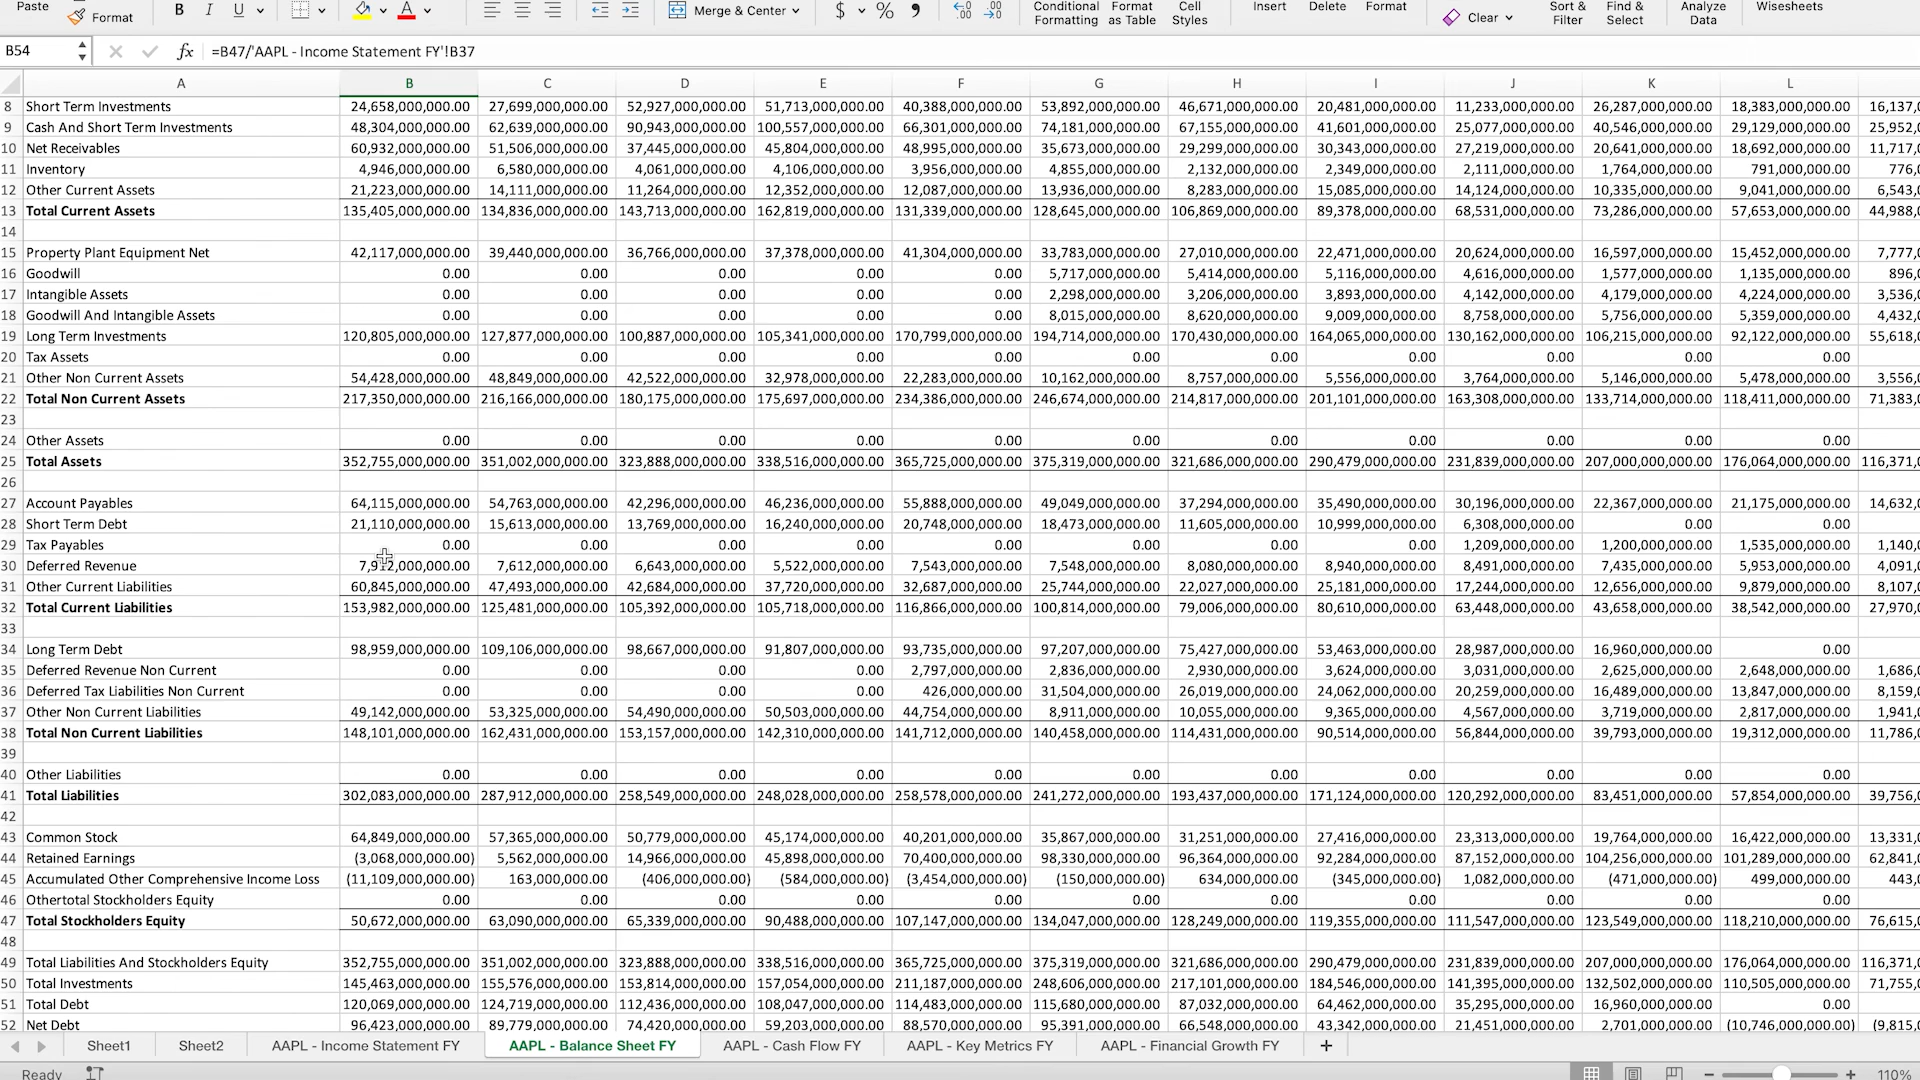 Paste Format B I U A Merge & Center $ % Conditional Formatting Format as Table Cell Styles Insert Delete Format Clear Sort & Filter Find & Select Analyze Data Wisesheets
B54 fx =B47/'AAPL - Income Statement FY'!B37
A B C D E F G H I J K L
8 Short Term Investments 24,658,000,000.00 27,699,000,000.00 52,927,000,000.00 51,713,000,000.00 40,388,000,000.00 53,892,000,000.00 46,671,000,000.00 20,481,000,000.00 11,233,000,000.00 26,287,000,000.00 18,383,000,000.00 16,137,
9 Cash And Short Term Investments 48,304,000,000.00 62,639,000,000.00 90,943,000,000.00 100,557,000,000.00 66,301,000,000.00 74,181,000,000.00 67,155,000,000.00 41,601,000,000.00 25,077,000,000.00 40,546,000,000.00 29,129,000,000.00 25,952,
10 Net Receivables 60,932,000,000.00 51,506,000,000.00 37,445,000,000.00 45,804,000,000.00 48,995,000,000.00 35,673,000,000.00 29,299,000,000.00 30,343,000,000.00 27,219,000,000.00 20,641,000,000.00 18,692,000,000.00 11,717,
11 Inventory 4,946,000,000.00 6,580,000,000.00 4,061,000,000.00 4,106,000,000.00 3,956,000,000.00 4,855,000,000.00 2,132,000,000.00 2,349,000,000.00 2,111,000,000.00 1,764,000,000.00 791,000,000.00 776,
12 Other Current Assets 21,223,000,000.00 14,111,000,000.00 11,264,000,000.00 12,352,000,000.00 12,087,000,000.00 13,936,000,000.00 8,283,000,000.00 15,085,000,000.00 14,124,000,000.00 10,335,000,000.00 9,041,000,000.00 6,543,
13 Total Current Assets 135,405,000,000.00 134,836,000,000.00 143,713,000,000.00 162,819,000,000.00 131,339,000,000.00 128,645,000,000.00 106,869,000,000.00 89,378,000,000.00 68,531,000,000.00 73,286,000,000.00 57,653,000,000.00 44,988,
14
15 Property Plant Equipment Net 42,117,000,000.00 39,440,000,000.00 36,766,000,000.00 37,378,000,000.00 41,304,000,000.00 33,783,000,000.00 27,010,000,000.00 22,471,000,000.00 20,624,000,000.00 16,597,000,000.00 15,452,000,000.00 7,777,
16 Goodwill 0.00 0.00 0.00 0.00 0.00 5,717,000,000.00 5,414,000,000.00 5,116,000,000.00 4,616,000,000.00 1,577,000,000.00 1,135,000,000.00 896,
17 Intangible Assets 0.00 0.00 0.00 0.00 0.00 2,298,000,000.00 3,206,000,000.00 3,893,000,000.00 4,142,000,000.00 4,179,000,000.00 4,224,000,000.00 3,536,
18 Goodwill And Intangible Assets 0.00 0.00 0.00 0.00 0.00 8,015,000,000.00 8,620,000,000.00 9,009,000,000.00 8,758,000,000.00 5,756,000,000.00 5,359,000,000.00 4,432,
19 Long Term Investments 120,805,000,000.00 127,877,000,000.00 100,887,000,000.00 105,341,000,000.00 170,799,000,000.00 194,714,000,000.00 170,430,000,000.00 164,065,000,000.00 130,162,000,000.00 106,215,000,000.00 92,122,000,000.00 55,618,
20 Tax Assets 0.00 0.00 0.00 0.00 0.00 0.00 0.00 0.00 0.00 0.00 0.00
21 Other Non Current Assets 54,428,000,000.00 48,849,000,000.00 42,522,000,000.00 32,978,000,000.00 22,283,000,000.00 10,162,000,000.00 8,757,000,000.00 5,556,000,000.00 3,764,000,000.00 5,146,000,000.00 5,478,000,000.00 3,556,
22 Total Non Current Assets 217,350,000,000.00 216,166,000,000.00 180,175,000,000.00 175,697,000,000.00 234,386,000,000.00 246,674,000,000.00 214,817,000,000.00 201,101,000,000.00 163,308,000,000.00 133,714,000,000.00 118,411,000,000.00 71,383,
23
24 Other Assets 0.00 0.00 0.00 0.00 0.00 0.00 0.00 0.00 0.00 0.00 0.00
25 Total Assets 352,755,000,000.00 351,002,000,000.00 323,888,000,000.00 338,516,000,000.00 365,725,000,000.00 375,319,000,000.00 321,686,000,000.00 290,479,000,000.00 231,839,000,000.00 207,000,000,000.00 176,064,000,000.00 116,371,
26
27 Account Payables 64,115,000,000.00 54,763,000,000.00 42,296,000,000.00 46,236,000,000.00 55,888,000,000.00 49,049,000,000.00 37,294,000,000.00 35,490,000,000.00 30,196,000,000.00 22,367,000,000.00 21,175,000,000.00 14,632,
28 Short Term Debt 21,110,000,000.00 15,613,000,000.00 13,769,000,000.00 16,240,000,000.00 20,748,000,000.00 18,473,000,000.00 11,605,000,000.00 10,999,000,000.00 6,308,000,000.00 0.00 0.00
29 Tax Payables 0.00 0.00 0.00 0.00 0.00 0.00 0.00 0.00 1,209,000,000.00 1,200,000,000.00 1,535,000,000.00 1,140,
30 Deferred Revenue 7,912,000,000.00 7,612,000,000.00 6,643,000,000.00 5,522,000,000.00 7,543,000,000.00 7,548,000,000.00 8,080,000,000.00 8,940,000,000.00 8,491,000,000.00 7,435,000,000.00 5,953,000,000.00 4,091,
31 Other Current Liabilities 60,845,000,000.00 47,493,000,000.00 42,684,000,000.00 37,720,000,000.00 32,687,000,000.00 25,744,000,000.00 22,027,000,000.00 25,181,000,000.00 17,244,000,000.00 12,656,000,000.00 9,879,000,000.00 8,107,
32 Total Current Liabilities 153,982,000,000.00 125,481,000,000.00 105,392,000,000.00 105,718,000,000.00 116,866,000,000.00 100,814,000,000.00 79,006,000,000.00 80,610,000,000.00 63,448,000,000.00 43,658,000,000.00 38,542,000,000.00 27,970,
33
34 Long Term Debt 98,959,000,000.00 109,106,000,000.00 98,667,000,000.00 91,807,000,000.00 93,735,000,000.00 97,207,000,000.00 75,427,000,000.00 53,463,000,000.00 28,987,000,000.00 16,960,000,000.00 0.00
35 Deferred Revenue Non Current 0.00 0.00 0.00 0.00 2,797,000,000.00 2,836,000,000.00 2,930,000,000.00 3,624,000,000.00 3,031,000,000.00 2,625,000,000.00 2,648,000,000.00 1,686,
36 Deferred Tax Liabilities Non Current 0.00 0.00 0.00 0.00 426,000,000.00 31,504,000,000.00 26,019,000,000.00 24,062,000,000.00 20,259,000,000.00 16,489,000,000.00 13,847,000,000.00 8,159,
37 Other Non Current Liabilities 49,142,000,000.00 53,325,000,000.00 54,490,000,000.00 50,503,000,000.00 44,754,000,000.00 8,911,000,000.00 10,055,000,000.00 9,365,000,000.00 4,567,000,000.00 3,719,000,000.00 2,817,000,000.00 1,941,
38 Total Non Current Liabilities 148,101,000,000.00 162,431,000,000.00 153,157,000,000.00 142,310,000,000.00 141,712,000,000.00 140,458,000,000.00 114,431,000,000.00 90,514,000,000.00 56,844,000,000.00 39,793,000,000.00 19,312,000,000.00 11,786,
39
40 Other Liabilities 0.00 0.00 0.00 0.00 0.00 0.00 0.00 0.00 0.00 0.00 0.00
41 Total Liabilities 302,083,000,000.00 287,912,000,000.00 258,549,000,000.00 248,028,000,000.00 258,578,000,000.00 241,272,000,000.00 193,437,000,000.00 171,124,000,000.00 120,292,000,000.00 83,451,000,000.00 57,854,000,000.00 39,756,
42
43 Common Stock 64,849,000,000.00 57,365,000,000.00 50,779,000,000.00 45,174,000,000.00 40,201,000,000.00 35,867,000,000.00 31,251,000,000.00 27,416,000,000.00 23,313,000,000.00 19,764,000,000.00 16,422,000,000.00 13,331,
44 Retained Earnings (3,068,000,000.00) 5,562,000,000.00 14,966,000,000.00 45,898,000,000.00 70,400,000,000.00 98,330,000,000.00 96,364,000,000.00 92,284,000,000.00 87,152,000,000.00 104,256,000,000.00 101,289,000,000.00 62,841,
45 Accumulated Other Comprehensive Income Loss (11,109,000,000.00) 163,000,000.00 (406,000,000.00) (584,000,000.00) (3,454,000,000.00) (150,000,000.00) 634,000,000.00 (345,000,000.00) 1,082,000,000.00 (471,000,000.00) 499,000,000.00 443,
46 Othertotal Stockholders Equity 0.00 0.00 0.00 0.00 0.00 0.00 0.00 0.00 0.00 0.00 0.00
47 Total Stockholders Equity 50,672,000,000.00 63,090,000,000.00 65,339,000,000.00 90,488,000,000.00 107,147,000,000.00 134,047,000,000.00 128,249,000,000.00 119,355,000,000.00 111,547,000,000.00 123,549,000,000.00 118,210,000,000.00 76,615,
48
49 Total Liabilities And Stockholders Equity 352,755,000,000.00 351,002,000,000.00 323,888,000,000.00 338,516,000,000.00 365,725,000,000.00 375,319,000,000.00 321,686,000,000.00 290,479,000,000.00 231,839,000,000.00 207,000,000,000.00 176,064,000,000.00 116,371,
50 Total Investments 145,463,000,000.00 155,576,000,000.00 153,814,000,000.00 157,054,000,000.00 211,187,000,000.00 248,606,000,000.00 217,101,000,000.00 184,546,000,000.00 141,395,000,000.00 132,502,000,000.00 110,505,000,000.00 71,755,
51 Total Debt 120,069,000,000.00 124,719,000,000.00 112,436,000,000.00 108,047,000,000.00 114,483,000,000.00 115,680,000,000.00 87,032,000,000.00 64,462,000,000.00 35,295,000,000.00 16,960,000,000.00 0.00
52 Net Debt 96,423,000,000.00 89,779,000,000.00 74,420,000,000.00 59,203,000,000.00 88,570,000,000.00 95,391,000,000.00 66,548,000,000.00 43,342,000,000.00 21,451,000,000.00 2,701,000,000.00 (10,746,000,000.00) (9,815,
Sheet1 Sheet2 AAPL - Income Statement FY AAPL - Balance Sheet FY AAPL - Cash Flow FY AAPL - Key Metrics FY AAPL - Financial Growth FY +
Ready 110%